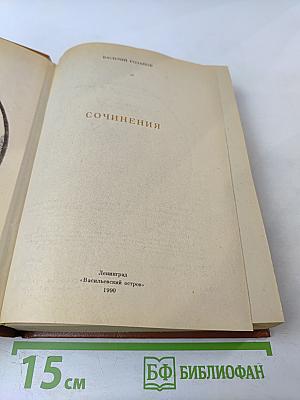 ВАСИЛИЙ РОЗАНОВ
СОЧИНЕНИЯ
Ленинград
«Васильевский остров»
1990
15 см
БФ БИБЛИОФАН